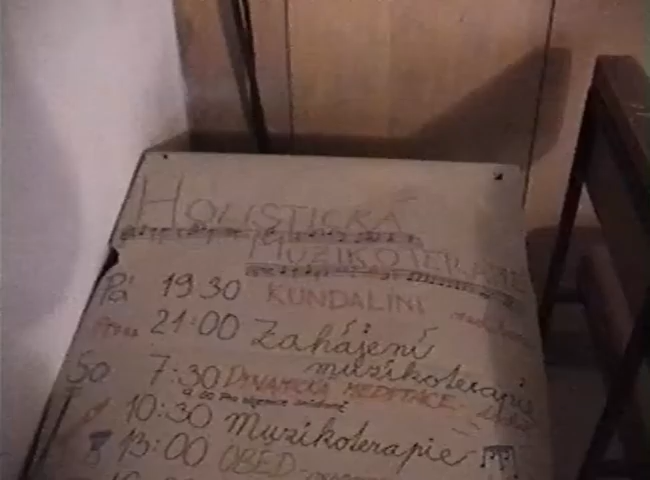 HOLISTICKÁ
MUZIKOTERAPIE
Pá 19 30 KUNDALINI
21:00 Zahájení
muzikoterapie
So 7:30 DYNAMICKÁ MEDITACE
10:30 Muzikoterapie
13:00 OBĚD